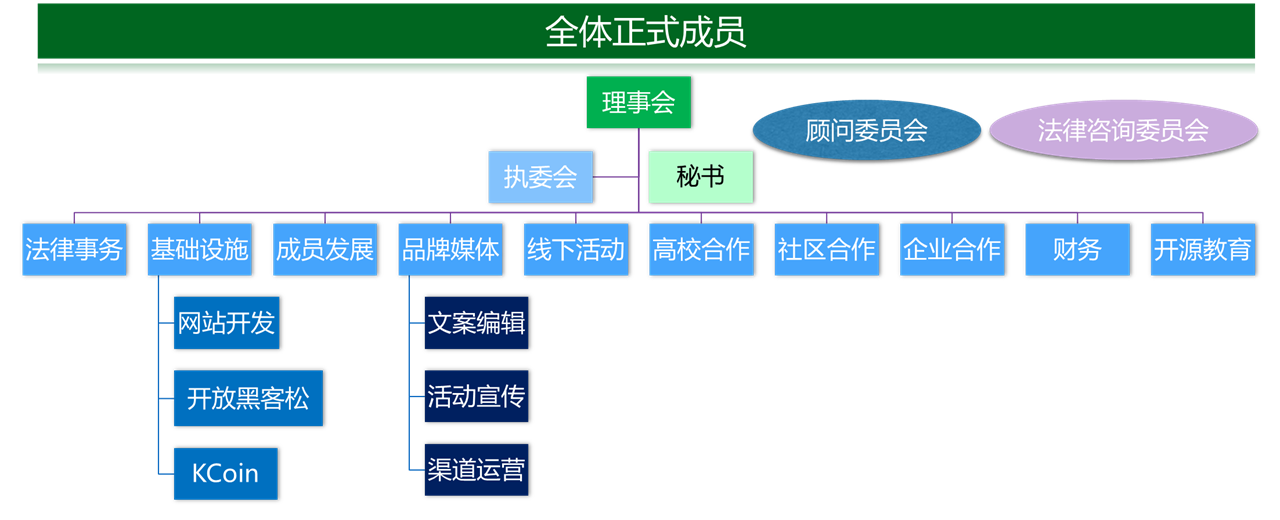 全体正式成员
理事会
顾问委员会
法律咨询委员会
执委会
秘书
法律事务
基础设施
成员发展
品牌媒体
线下活动
高校合作
社区合作
企业合作
财务
开源教育
网站开发
文案编辑
开放黑客松
活动宣传
KCoin
渠道运营